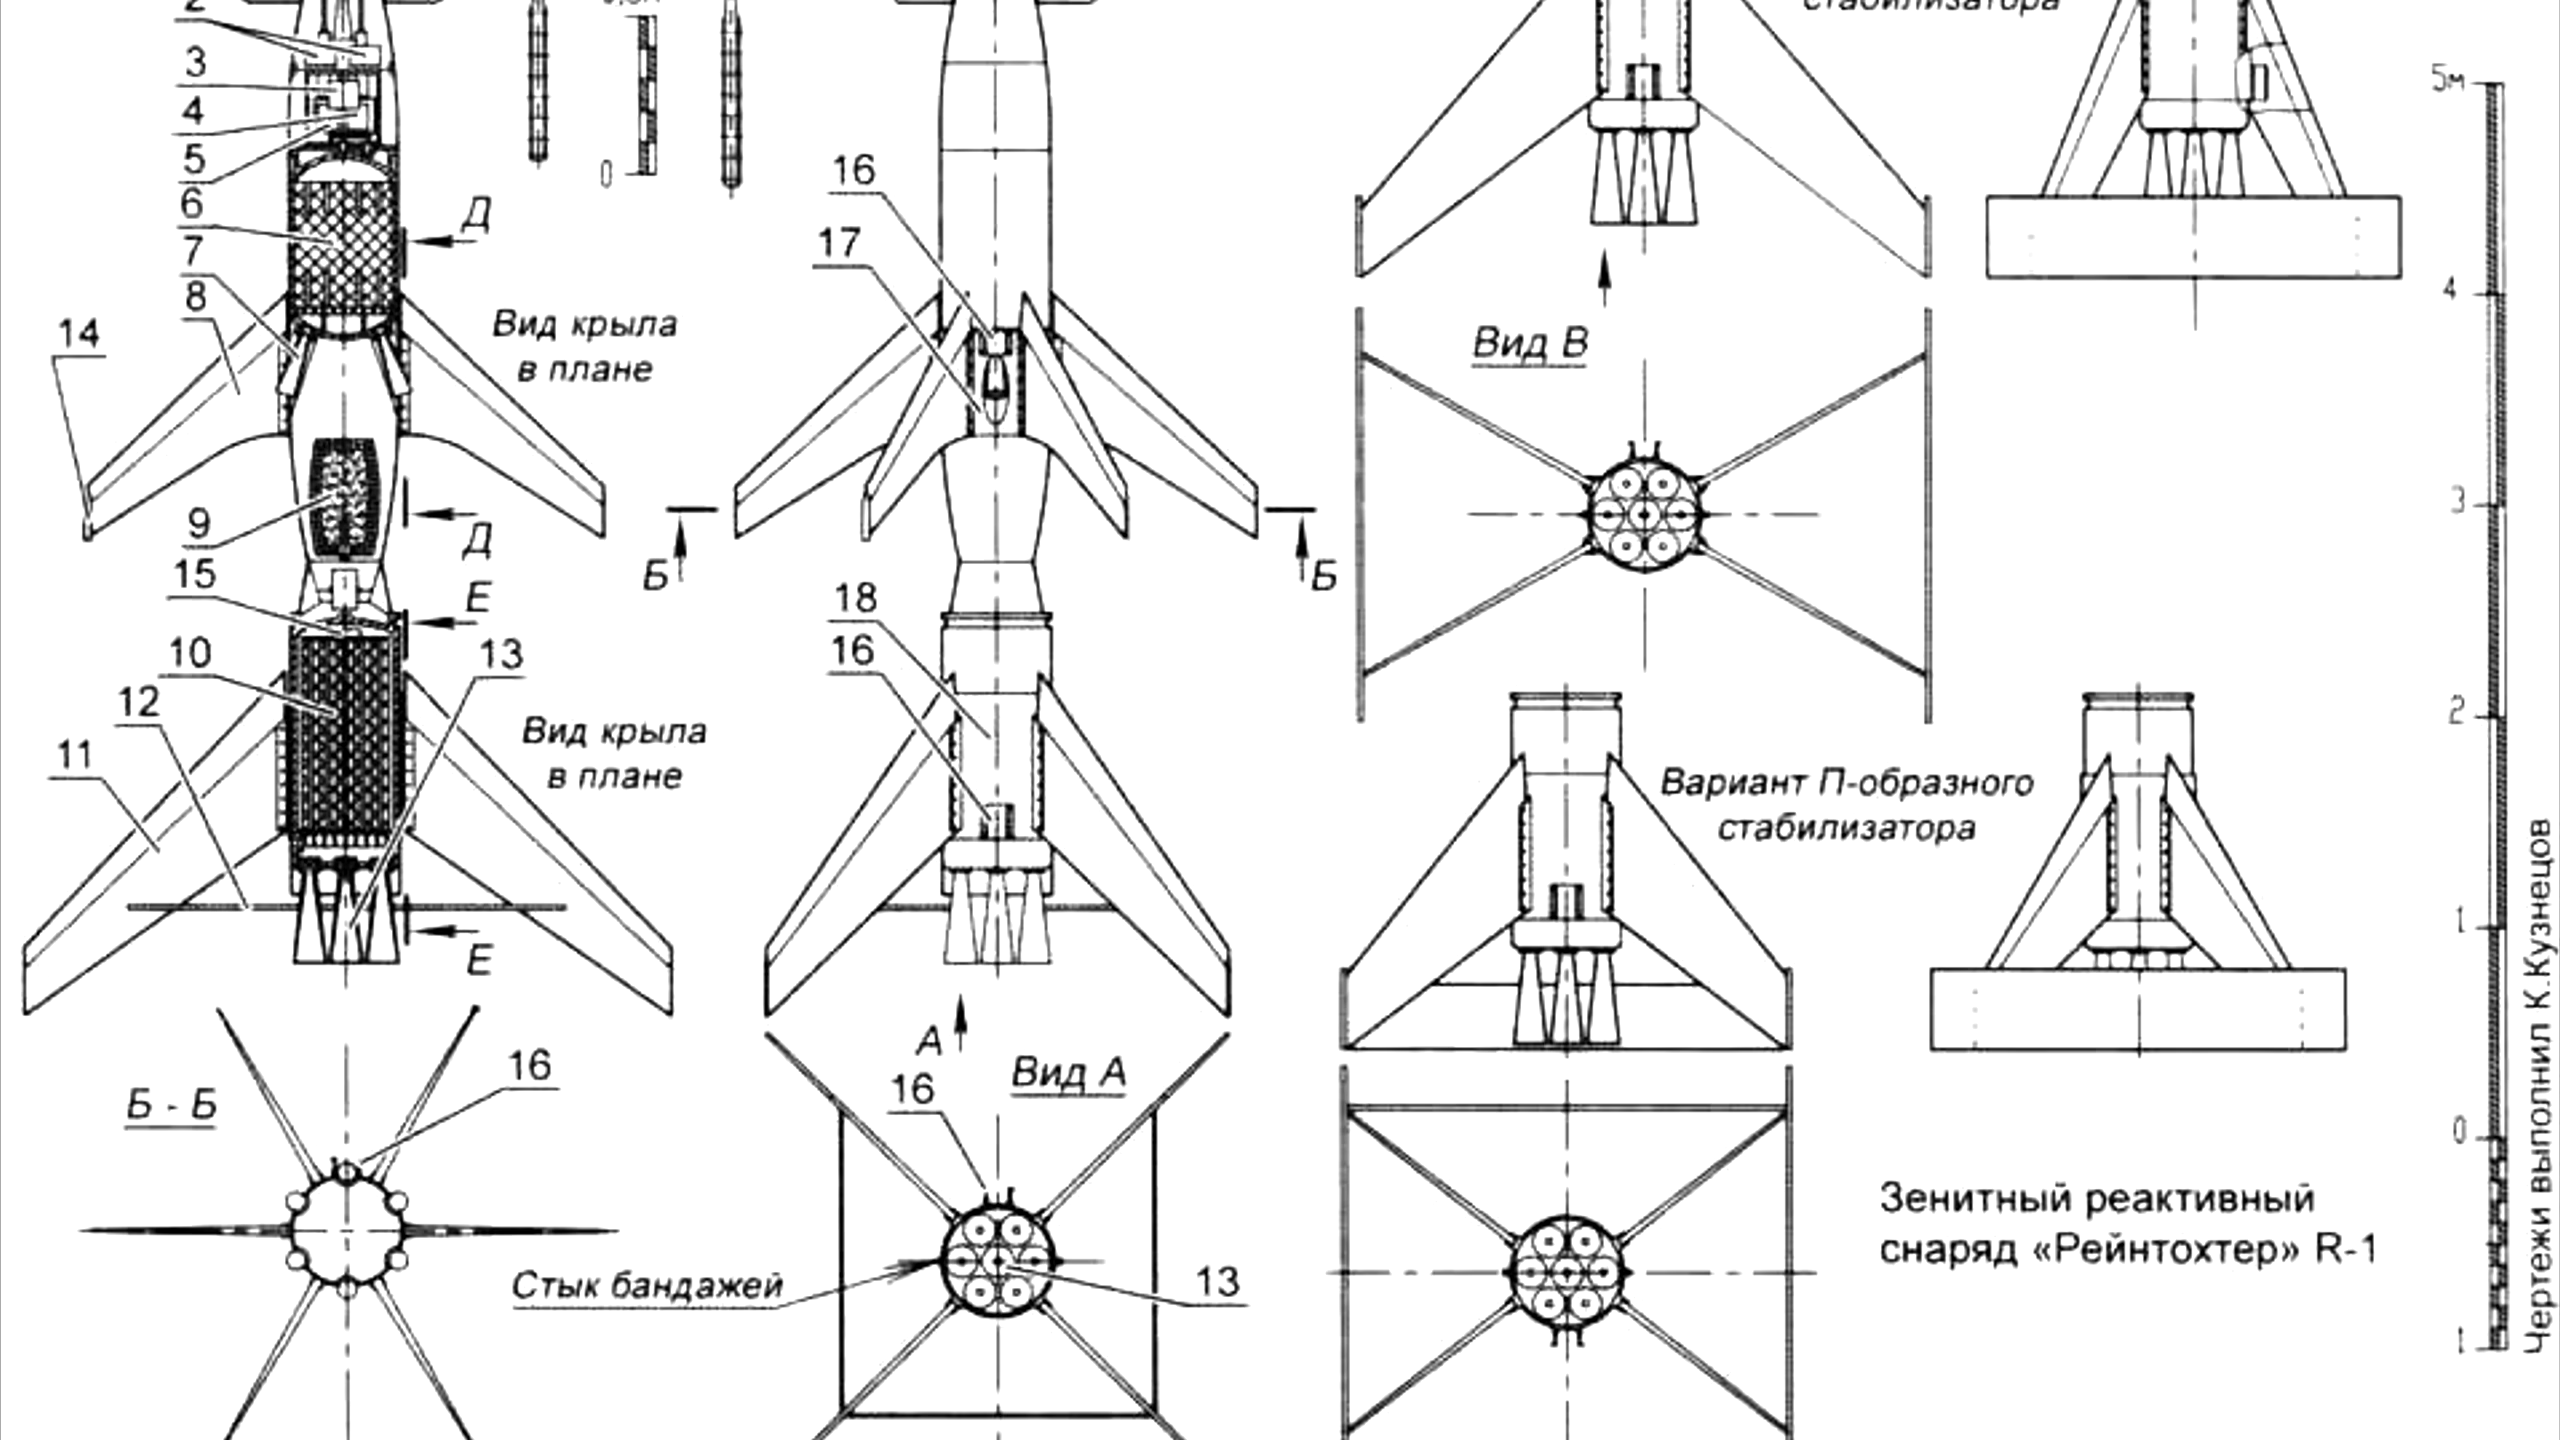 2
3
4
5
6
7
8
14
Д
Вид крыла
в плане
9
Д
15
Е
10
13
12
11
Вид крыла
в плане
Е
Б - Б
16
0
16
17
Б
Б
18
16
А
Вид А
16
Стык бандажей
13
стабилизатора
Вид В
Вариант П-образного
стабилизатора
Зенитный реактивный
снаряд «Рейнтохтер» R-1
5м
4
3
2
1
0
1
Чертежи выполнил К.Кузнецов